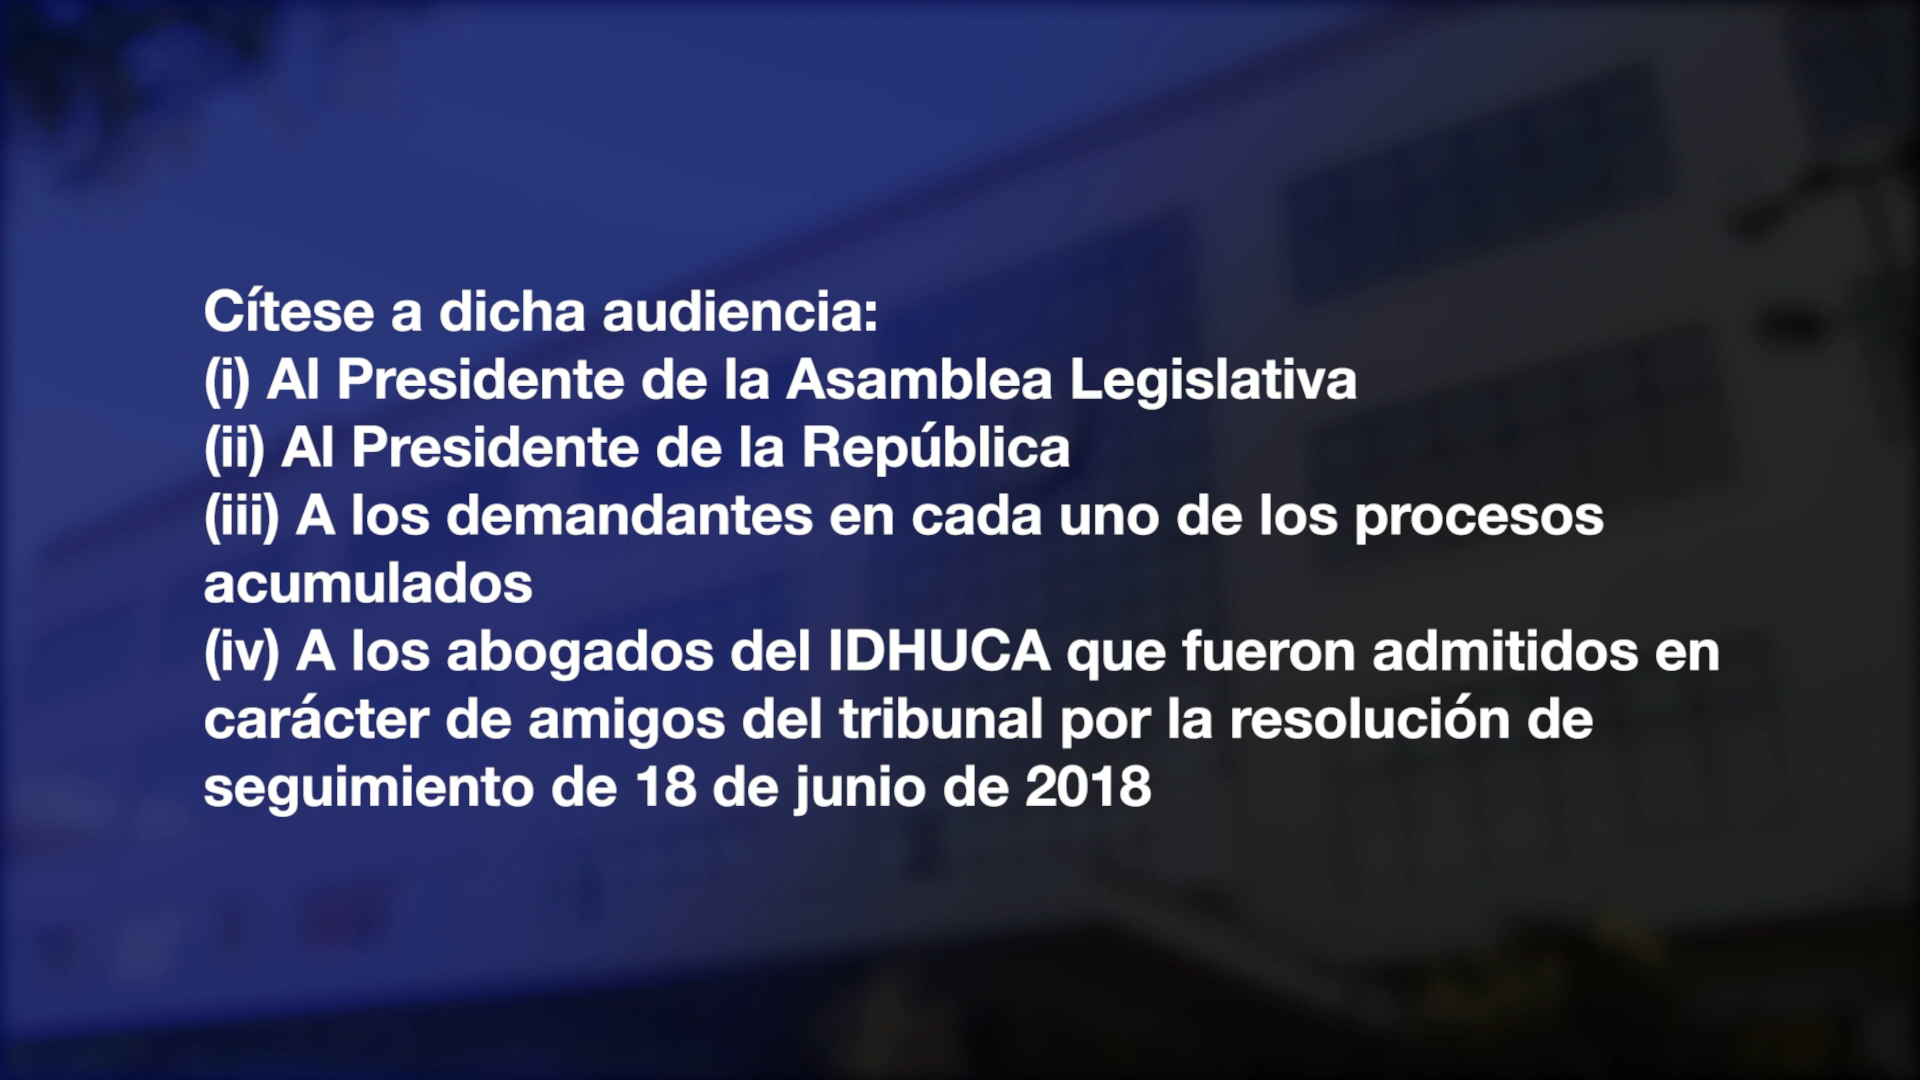 Cítese a dicha audiencia:
(i) Al Presidente de la Asamblea Legislativa
(ii) Al Presidente de la República
(iii) A los demandantes en cada uno de los procesos
acumulados
(iv) A los abogados del IDHUCA que fueron admitidos en
carácter de amigos del tribunal por la resolución de
seguimiento de 18 de junio de 2018